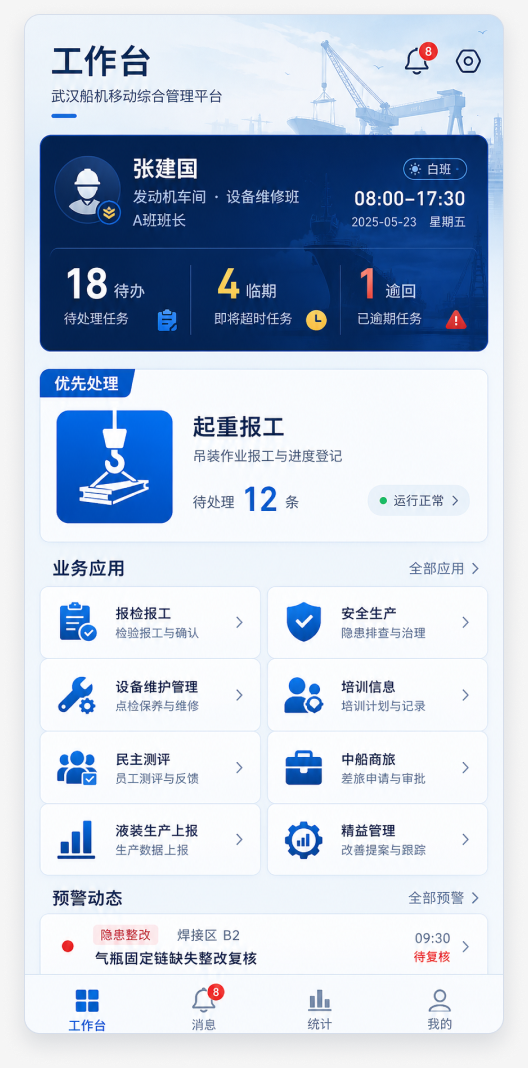 工作台
8
武汉船机移动综合管理平台
张建国
白班
发动机车间 · 设备维修班
08:00-17:30
A班班长
2025-05-23 星期五
18 待办
4 临期
1 逾回
待处理任务
即将超时任务
已逾期任务
优先处理
起重报工
吊装作业报工与进度登记
待处理 12 条
运行正常
业务应用
全部应用
报检报工
检验报工与确认
安全生产
隐患排查与治理
设备维护管理
点检保养与维修
培训信息
培训计划与记录
民主测评
员工测评与反馈
中船商旅
差旅申请与审批
液装生产上报
生产数据上报
精益管理
改善提案与跟踪
预警动态
全部预警
隐患整改 焊接区 B2
09:30
气瓶固定链缺失整改复核
待复核
8
工作台
消息
统计
我的